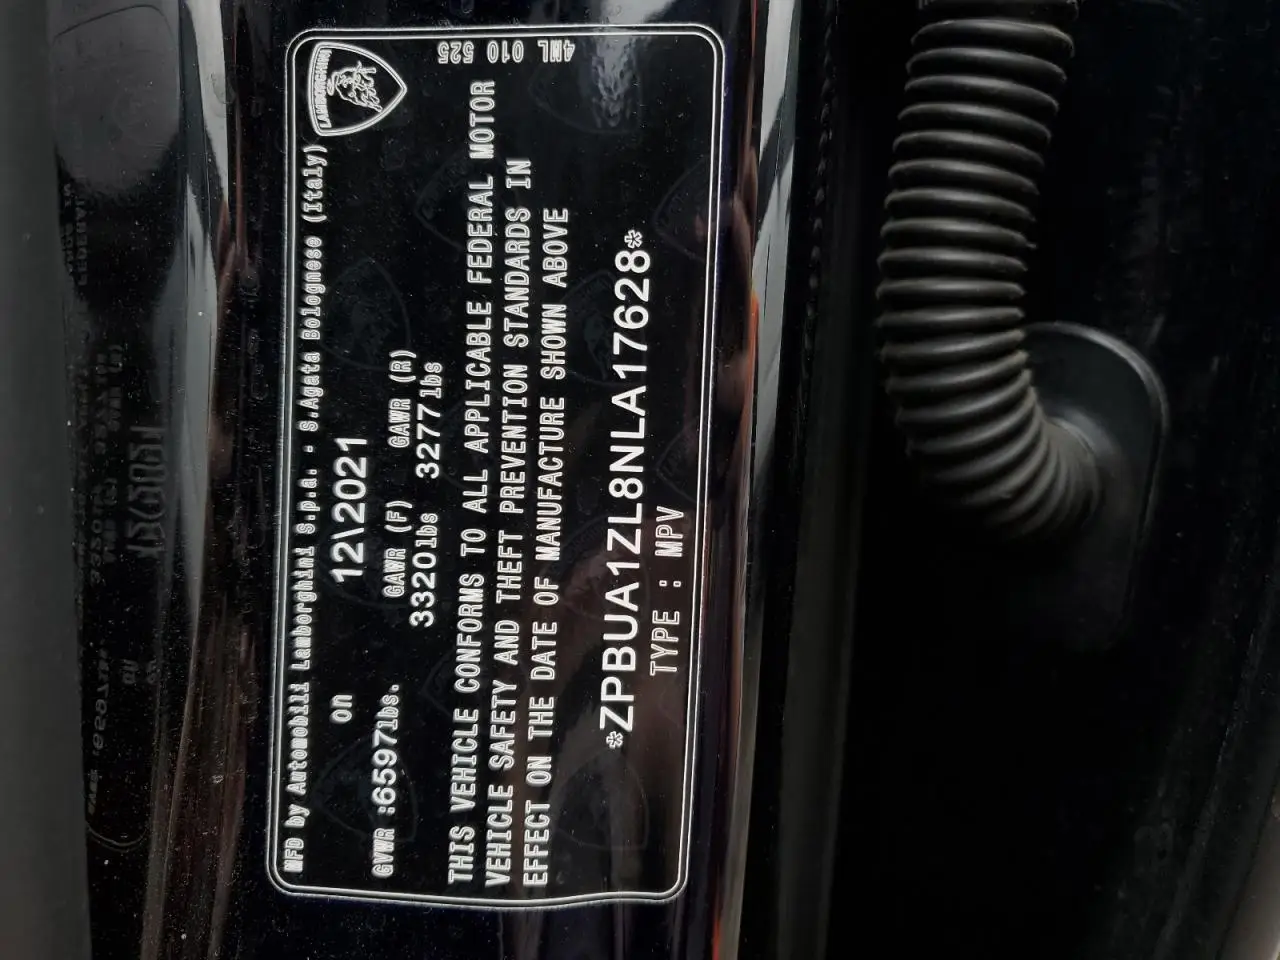 LAMBORGHINI
4ML 010 525
MFD by Automobili Lamborghini S.p.a. - S.Agata Bolognese (Italy)
on 12\2021
GVWR :6597lbs. GAWR (F) GAWR (R)
3320lbs 3277lbs
THIS VEHICLE CONFORMS TO ALL APPLICABLE FEDERAL MOTOR
VEHICLE SAFETY AND THEFT PREVENTION STANDARDS IN
EFFECT ON THE DATE OF MANUFACTURE SHOWN ABOVE
*ZPBUA1ZL8NLA17628*
TYPE : MPV